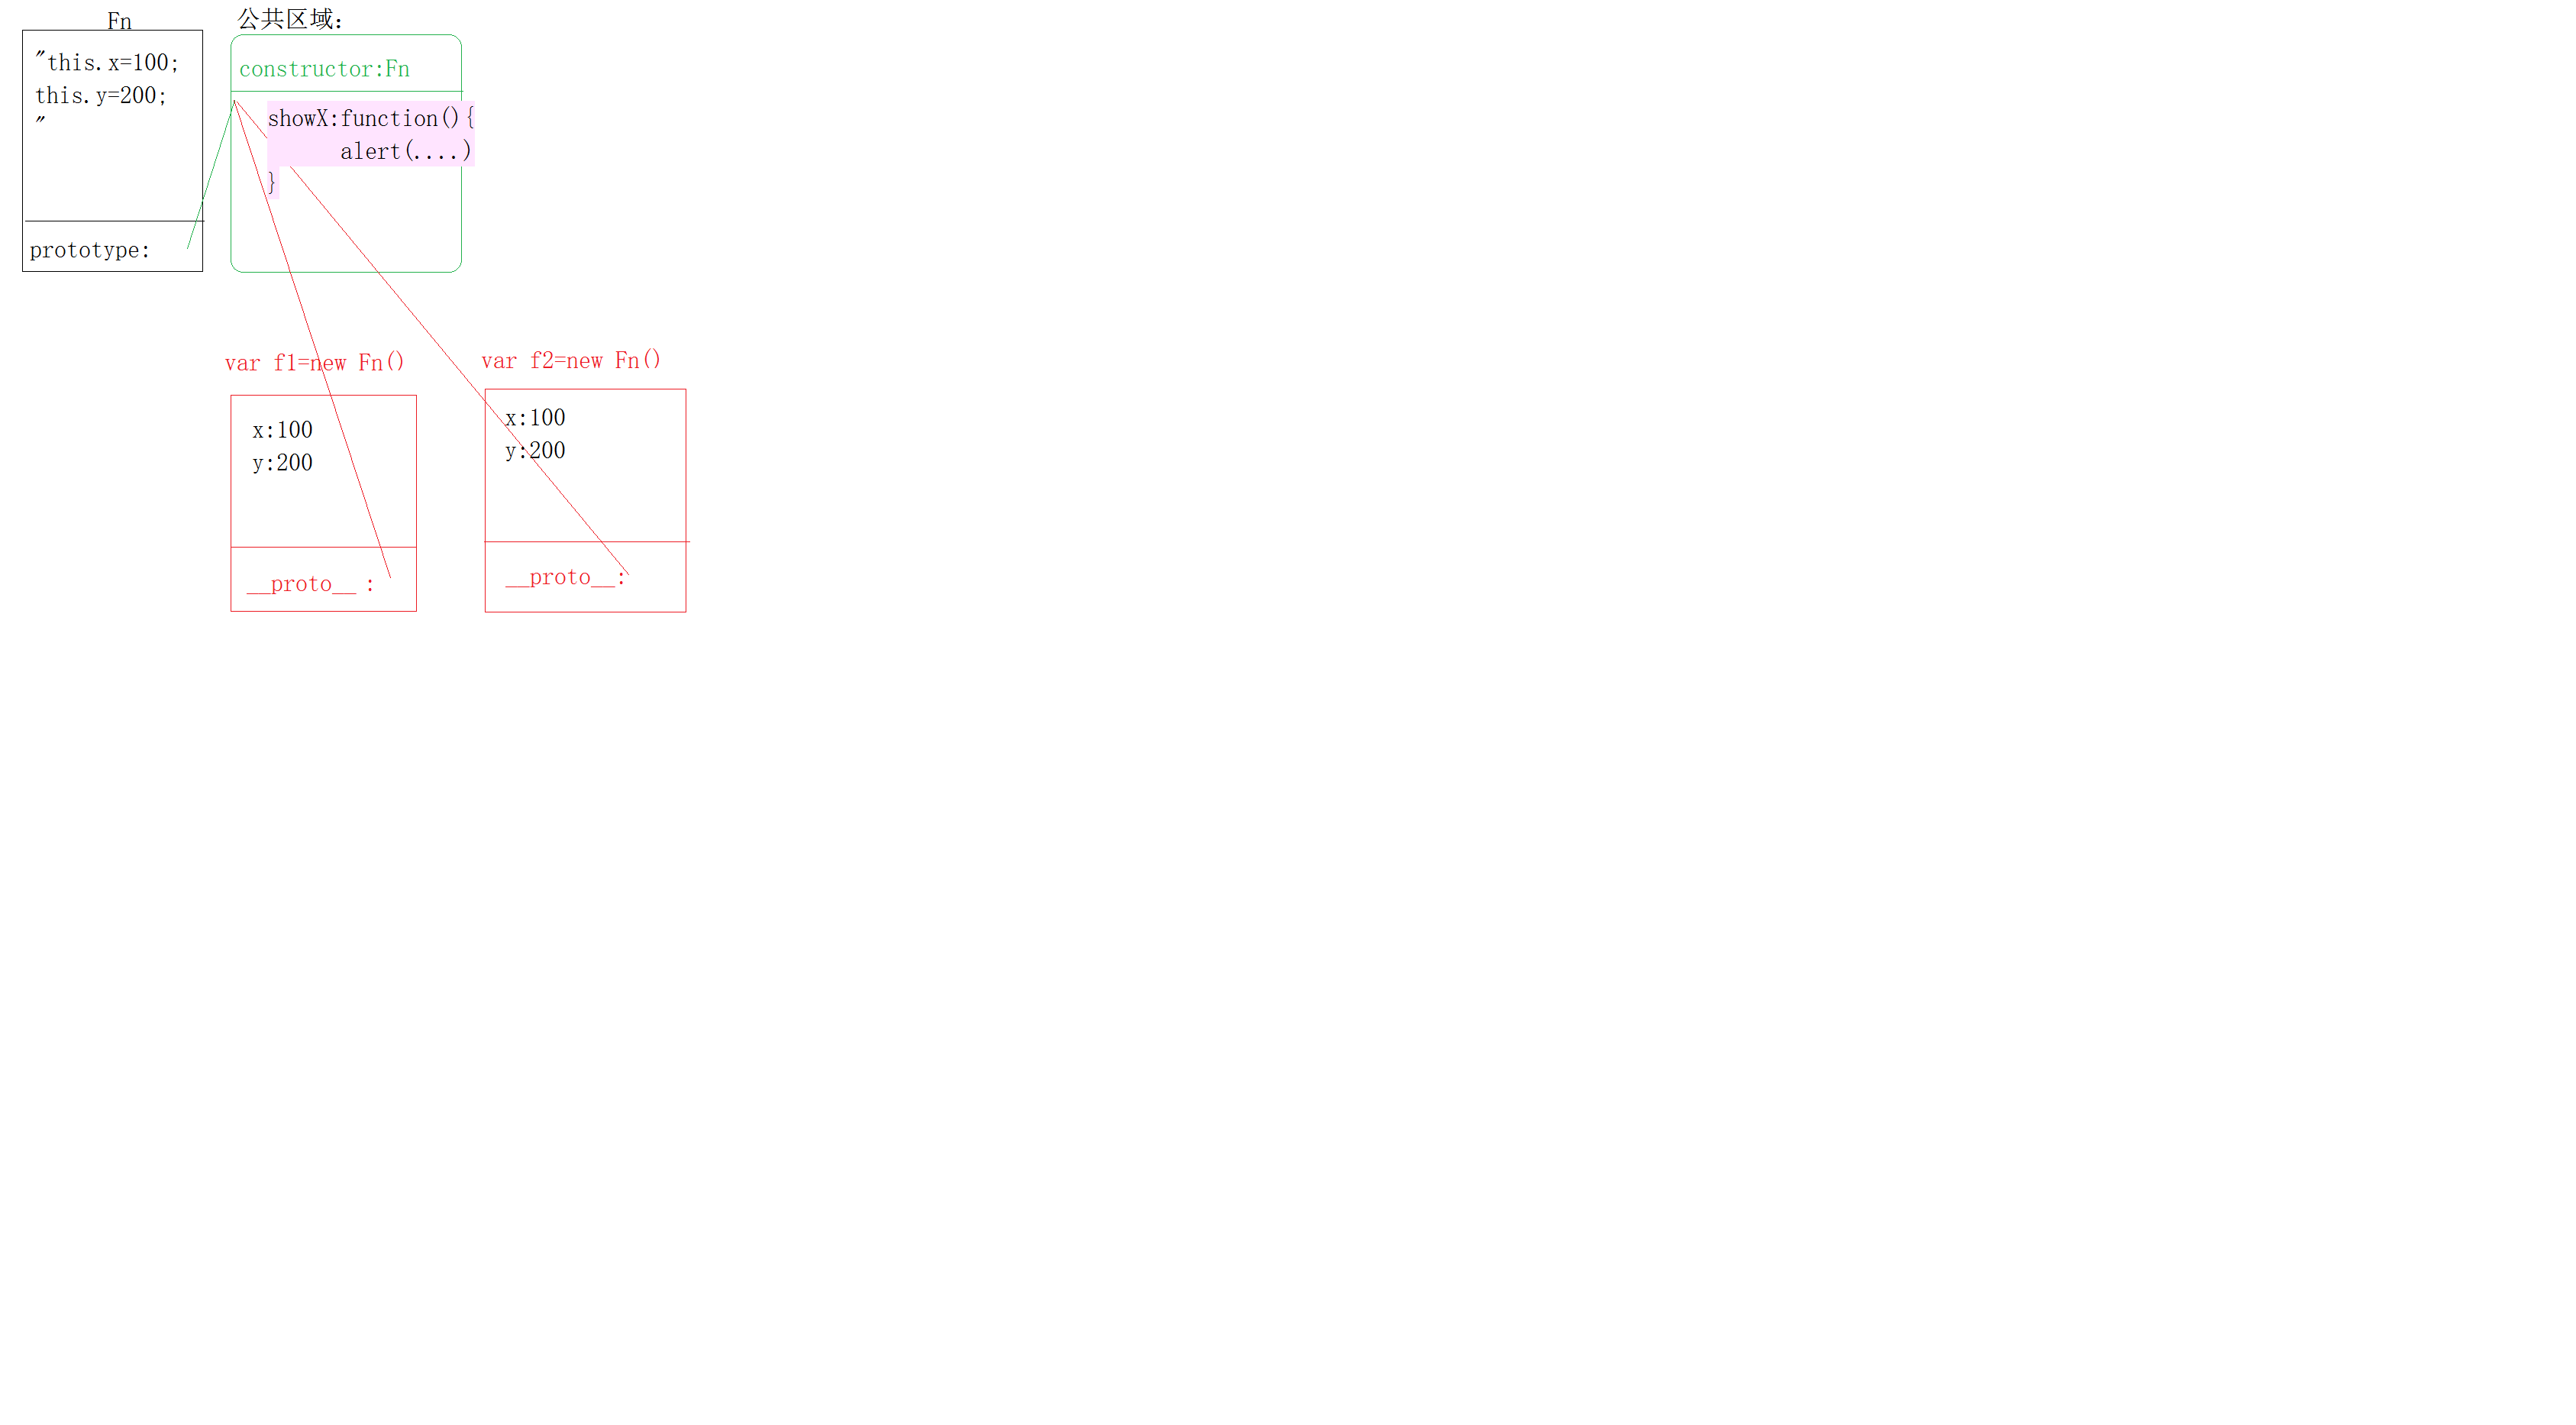 Fn
"this.x=100;
this.y=200;
"
prototype:
公共区域:
constructor:Fn
showX:function(){
alert(....)
}
var f1=new Fn()
x:100
y:200
__proto__ :
var f2=new Fn()
x:100
y:200
__proto__: